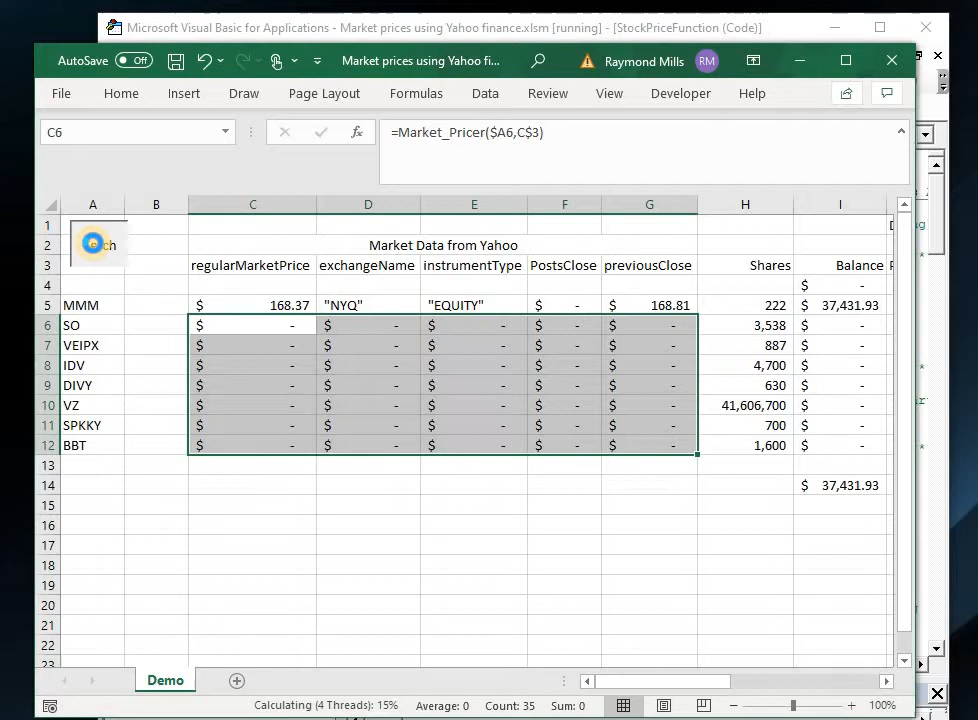 Microsoft Visual Basic for Applications - Market prices using Yahoo finance.xlsm [running] - [StockPriceFunction (Code)]
AutoSave Off Market prices using Yahoo fi... Raymond Mills RM
File Home Insert Draw Page Layout Formulas Data Review View Developer Help
C6 fx =Market_Pricer($A6,C$3)
A B C D E F G H I
1
2 Market Data from Yahoo
3 regularMarketPrice exchangeName instrumentType PostsClose previousClose Shares Balance
4 $ -
5 MMM $ 168.37 "NYQ" "EQUITY" $ - $ 168.81 222 $ 37,431.93
6 SO $ - $ - $ - $ - $ - 3,538 $ -
7 VEIPX $ - $ - $ - $ - $ - 887 $ -
8 IDV $ - $ - $ - $ - $ - 4,700 $ -
9 DIVY $ - $ - $ - $ - $ - 630 $ -
10 VZ $ - $ - $ - $ - $ - 41,606,700 $ -
11 SPKKY $ - $ - $ - $ - $ - 700 $ -
12 BBT $ - $ - $ - $ - $ - 1,600 $ -
13
14 $ 37,431.93
15
16
17
18
19
20
21
22
23
Demo
Calculating (4 Threads): 15% Average: 0 Count: 35 Sum: 0 100%